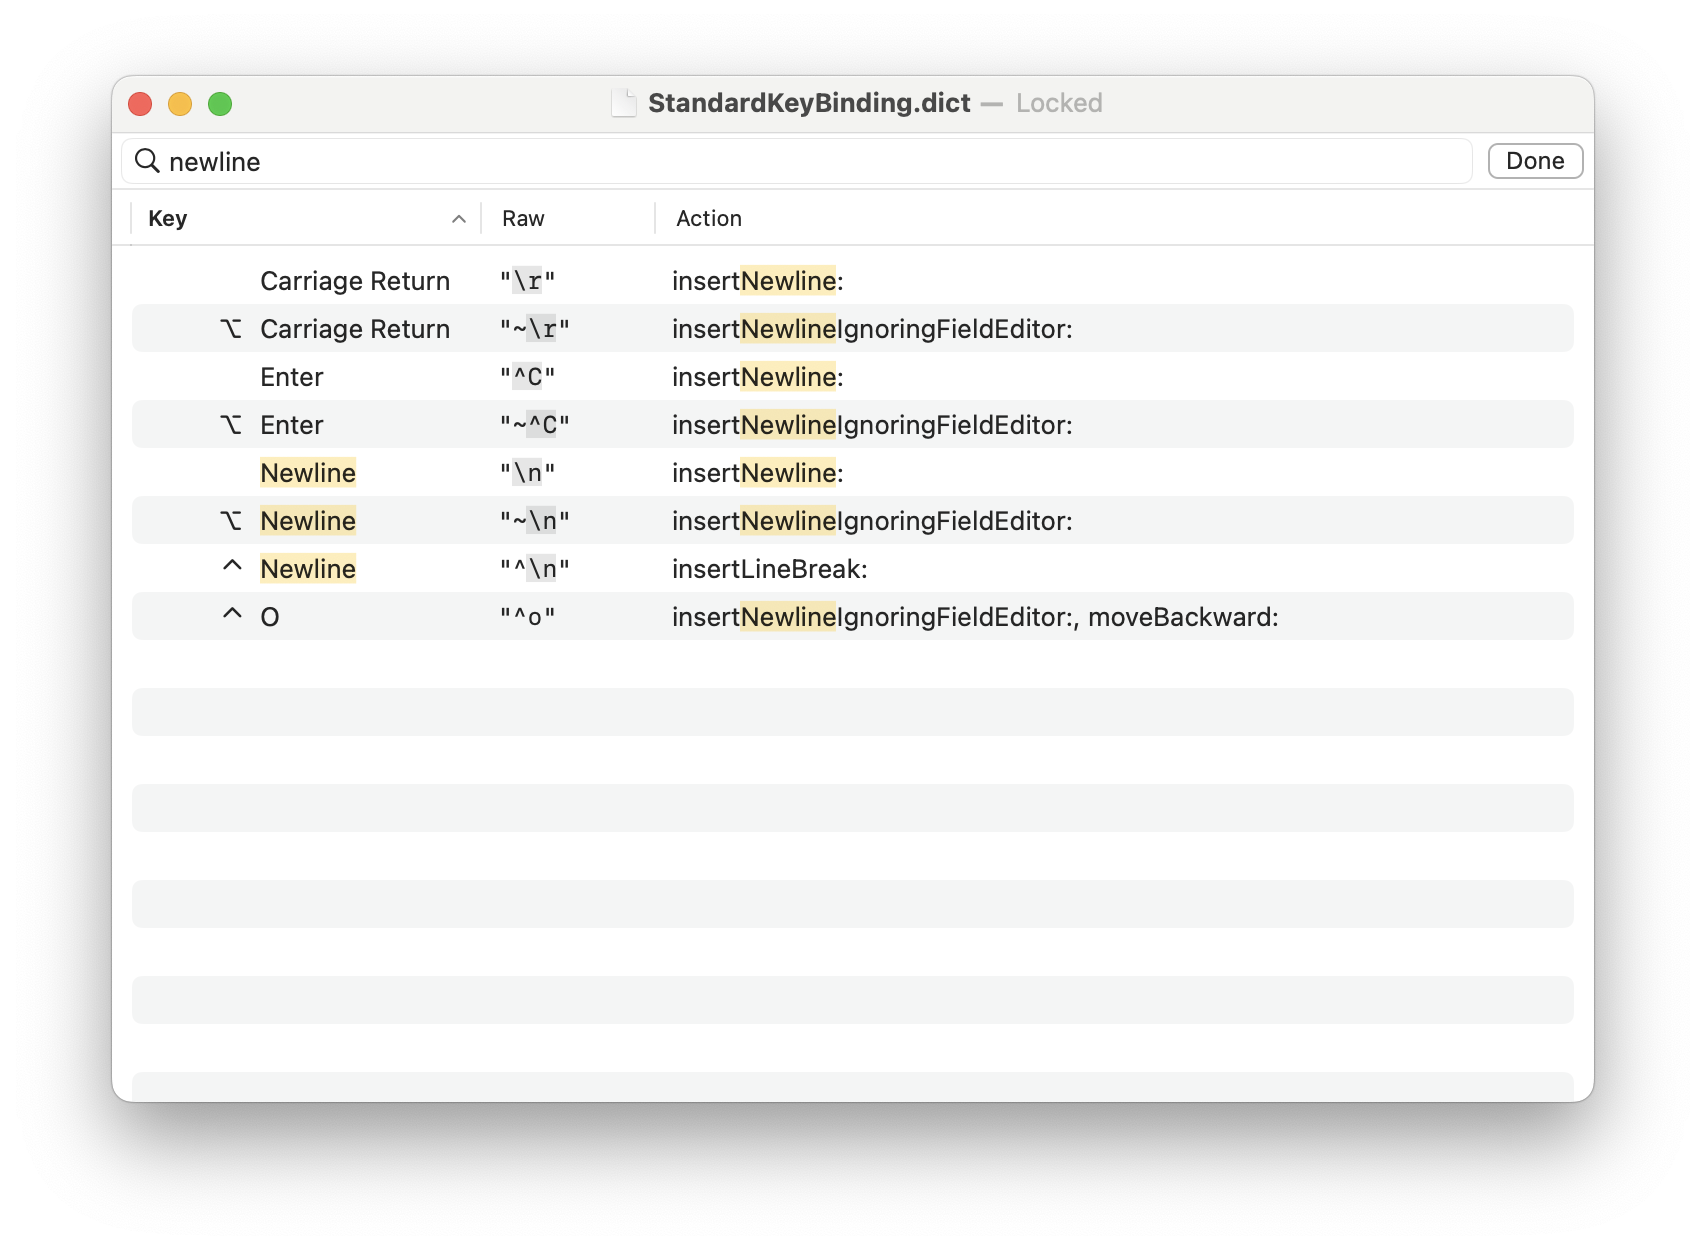 StandardKeyBinding.dict — Locked
newline Done
Key Raw Action
Carriage Return "\r" insertNewline:
⌥ Carriage Return "~\r" insertNewlineIgnoringFieldEditor:
Enter "^C" insertNewline:
⌥ Enter "~^C" insertNewlineIgnoringFieldEditor:
Newline "\n" insertNewline:
⌥ Newline "~\n" insertNewlineIgnoringFieldEditor:
^ Newline "^\n" insertLineBreak:
^ O "^o" insertNewlineIgnoringFieldEditor:, moveBackward: